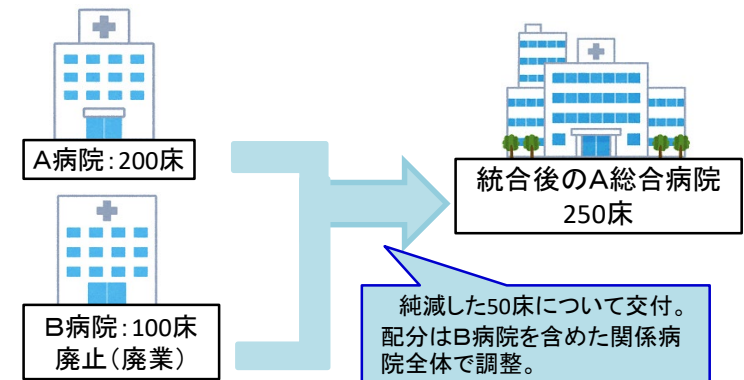 A病院：200床
B病院：100床
廃止（廃業）
統合後のA総合病院
250床
純減した50床について交付。
配分はB病院を含めた関係病
院全体で調整。